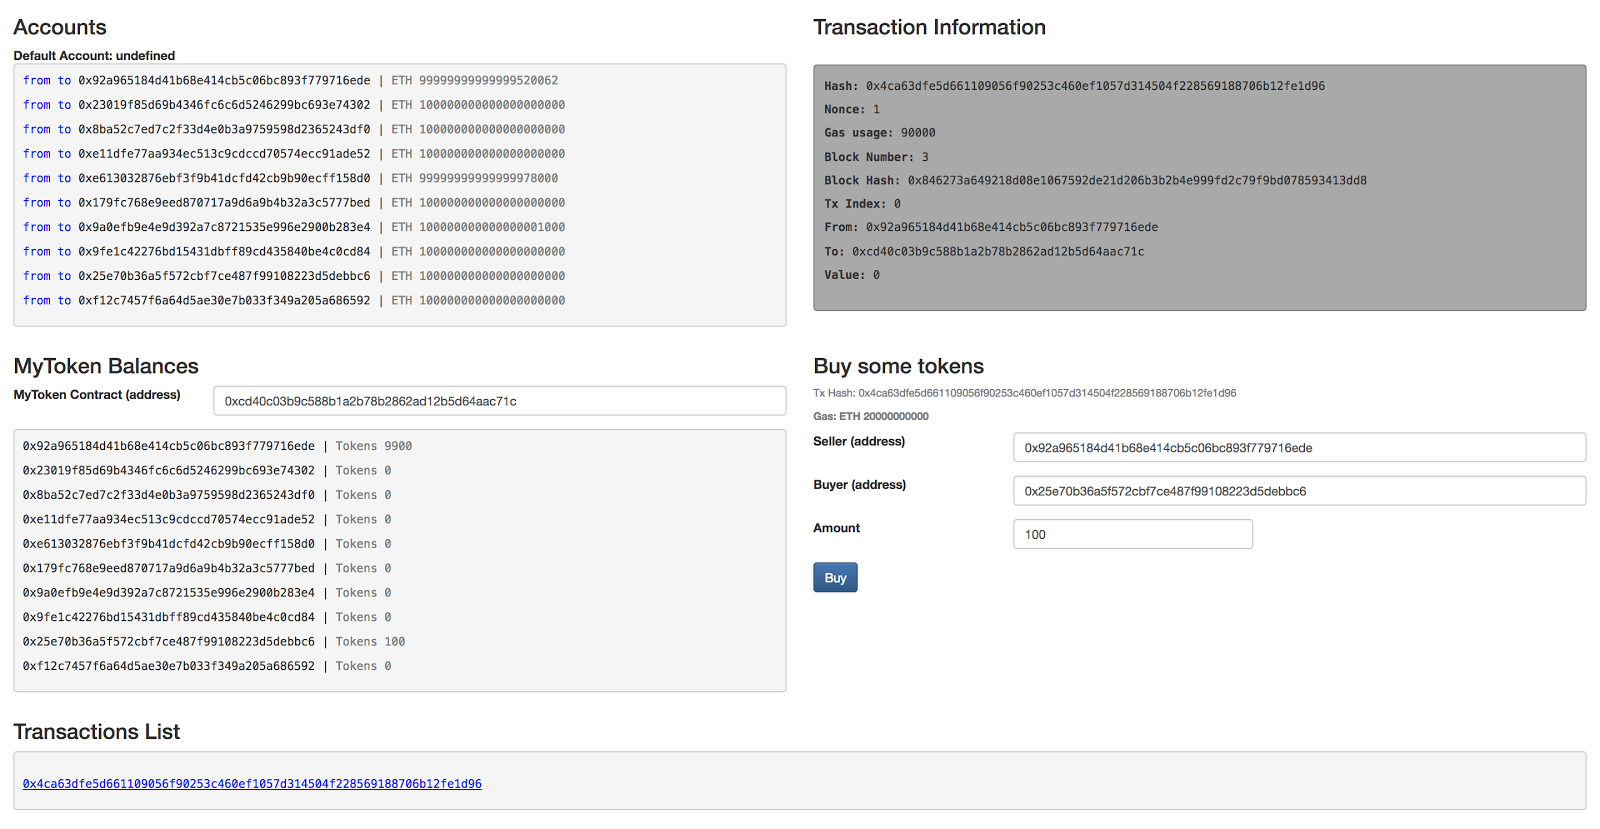 Accounts
Default Account: undefined
from to 0x92a965184d41b68e414cb5c06bc893f779716ede | ETH 99999999999999520062
from to 0x23019f85d69b4346fc6c6d5246299bc693e74302 | ETH 100000000000000000000
from to 0x8ba52c7ed7c2f33d4e0b3a9759598d2365243df0 | ETH 100000000000000000000
from to 0xe11dfe77aa934ec513c9cdccd70574ecc91ade52 | ETH 100000000000000000000
from to 0xe613032876ebf3f9b41dcfd42cb9b90ecff158d0 | ETH 99999999999999978000
from to 0x179fc768e9eed870717a9d6a9b4b32a3c5777bed | ETH 100000000000000000000
from to 0x9a0efb9e4e9d392a7c8721535e996e2900b283e4 | ETH 100000000000000001000
from to 0x9fe1c42276bd15431dbff89cd435840be4c0cd84 | ETH 100000000000000000000
from to 0x25e70b36a5f572cbf7ce487f99108223d5debbc6 | ETH 100000000000000000000
from to 0xf12c7457f6a64d5ae30e7b033f349a205a686592 | ETH 100000000000000000000
Transaction Information
Hash: 0x4ca63dfe5d661109056f90253c460ef1057d314504f228569188706b12fe1d96
Nonce: 1
Gas usage: 90000
Block Number: 3
Block Hash: 0x846273a649218d08e1067592de21d206b3b2b4e999fd2c79f9bd078593413dd8
Tx Index: 0
From: 0x92a965184d41b68e414cb5c06bc893f779716ede
To: 0xcd40c03b9c588b1a2b78b2862ad12b5d64aac71c
Value: 0
MyToken Balances
MyToken Contract (address)
0xcd40c03b9c588b1a2b78b2862ad12b5d64aac71c
0x92a965184d41b68e414cb5c06bc893f779716ede | Tokens 9900
0x23019f85d69b4346fc6c6d5246299bc693e74302 | Tokens 0
0x8ba52c7ed7c2f33d4e0b3a9759598d2365243df0 | Tokens 0
0xe11dfe77aa934ec513c9cdccd70574ecc91ade52 | Tokens 0
0xe613032876ebf3f9b41dcfd42cb9b90ecff158d0 | Tokens 0
0x179fc768e9eed870717a9d6a9b4b32a3c5777bed | Tokens 0
0x9a0efb9e4e9d392a7c8721535e996e2900b283e4 | Tokens 0
0x9fe1c42276bd15431dbff89cd435840be4c0cd84 | Tokens 0
0x25e70b36a5f572cbf7ce487f99108223d5debbc6 | Tokens 100
0xf12c7457f6a64d5ae30e7b033f349a205a686592 | Tokens 0
Buy some tokens
Tx Hash: 0x4ca63dfe5d661109056f90253c460ef1057d314504f228569188706b12fe1d96
Gas: ETH 20000000000
Seller (address)
0x92a965184d41b68e414cb5c06bc893f779716ede
Buyer (address)
0x25e70b36a5f572cbf7ce487f99108223d5debbc6
Amount
100
Buy
Transactions List
0x4ca63dfe5d661109056f90253c460ef1057d314504f228569188706b12fe1d96